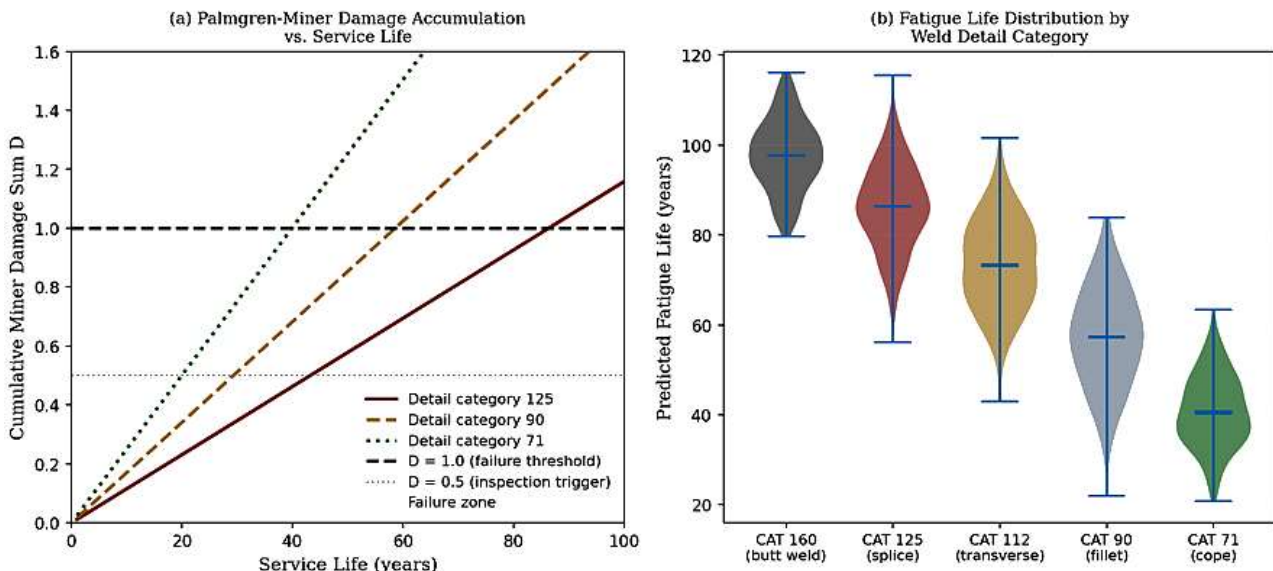 (a) Palmgren-Miner Damage Accumulation
vs. Service Life
Cumulative Miner Damage Sum D
1.6
1.4
1.2
1.0
0.8
0.6
0.4
0.2
0.0
0
20
40
60
80
100
Service Life (years)
Detail category 125
Detail category 90
Detail category 71
D = 1.0 (failure threshold)
D = 0.5 (inspection trigger)
Failure zone
(b) Fatigue Life Distribution by
Weld Detail Category
Predicted Fatigue Life (years)
120
100
80
60
40
20
CAT 160
(butt weld)
CAT 125
(splice)
CAT 112
(transverse)
CAT 90
(fillet)
CAT 71
(cope)